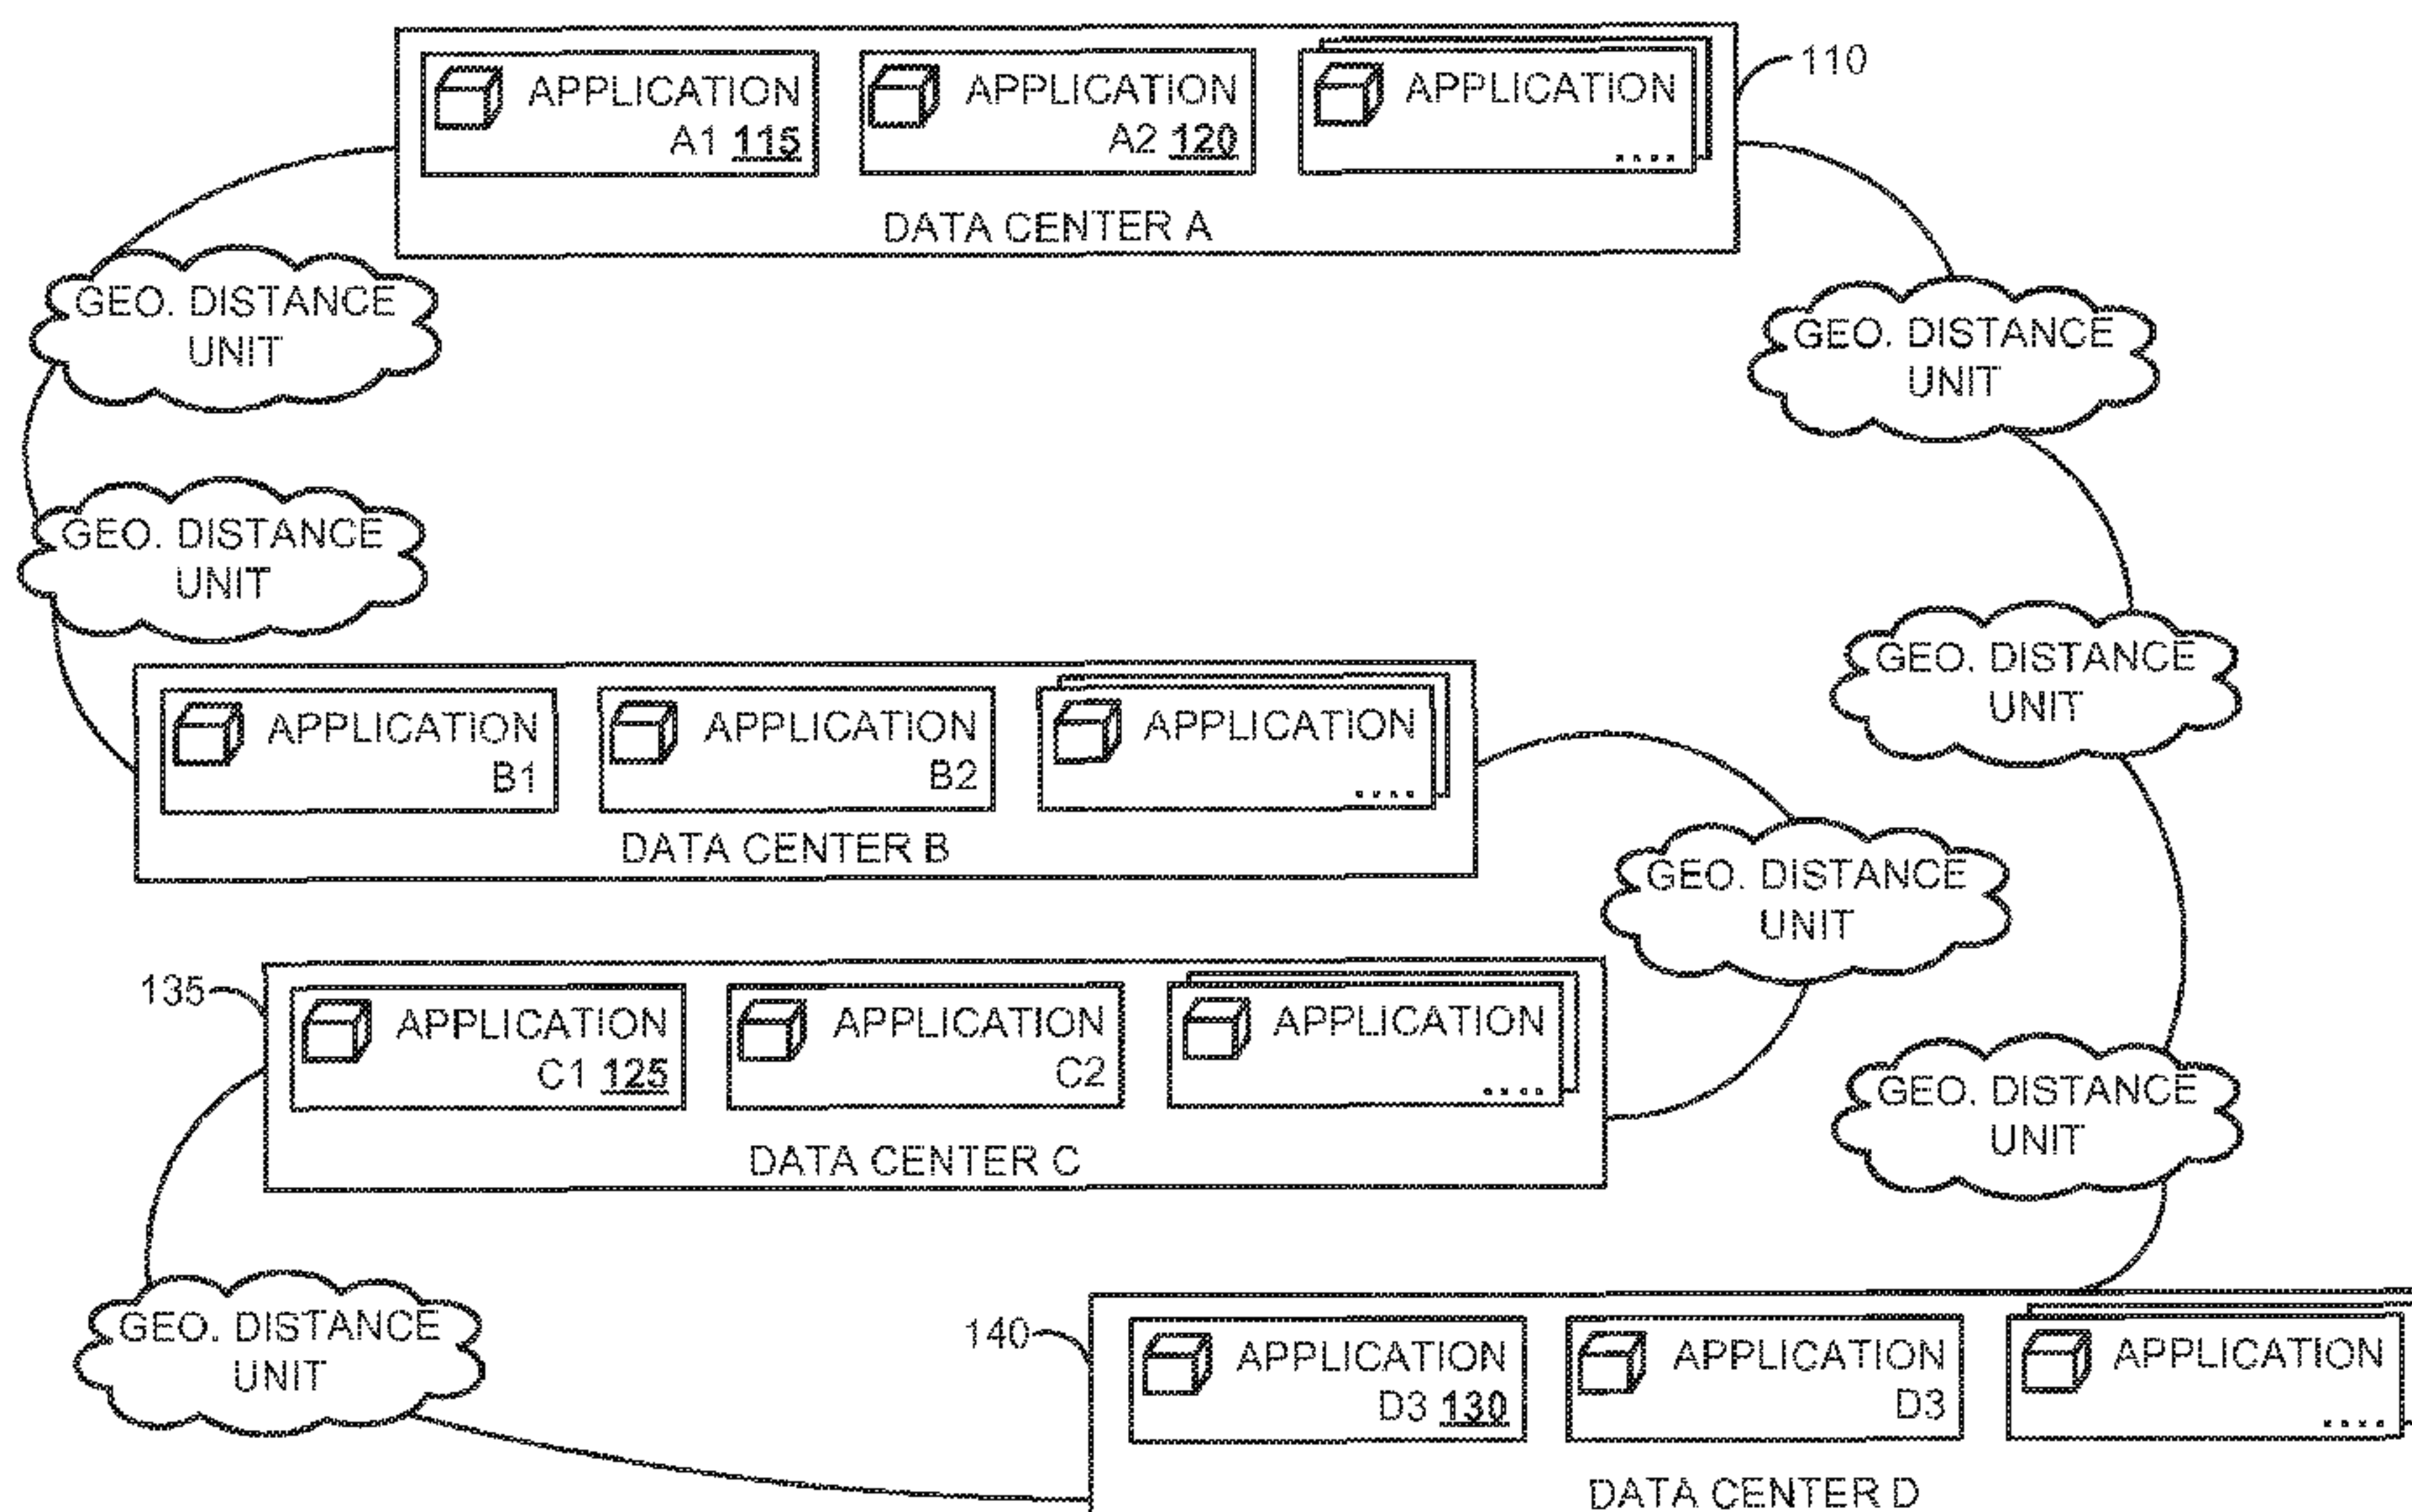 APPLICATION
A1 115
APPLICATION
A2 120
APPLICATION
....
110
DATA CENTER A
GEO. DISTANCE
UNIT
GEO. DISTANCE
UNIT
GEO. DISTANCE
UNIT
GEO. DISTANCE
UNIT
APPLICATION
B1
APPLICATION
B2
APPLICATION
....
DATA CENTER B
GEO. DISTANCE
UNIT
135
APPLICATION
C1 125
APPLICATION
C2
APPLICATION
....
DATA CENTER C
GEO. DISTANCE
UNIT
GEO. DISTANCE
UNIT
140
APPLICATION
D3 130
APPLICATION
D3
APPLICATION
....
DATA CENTER D